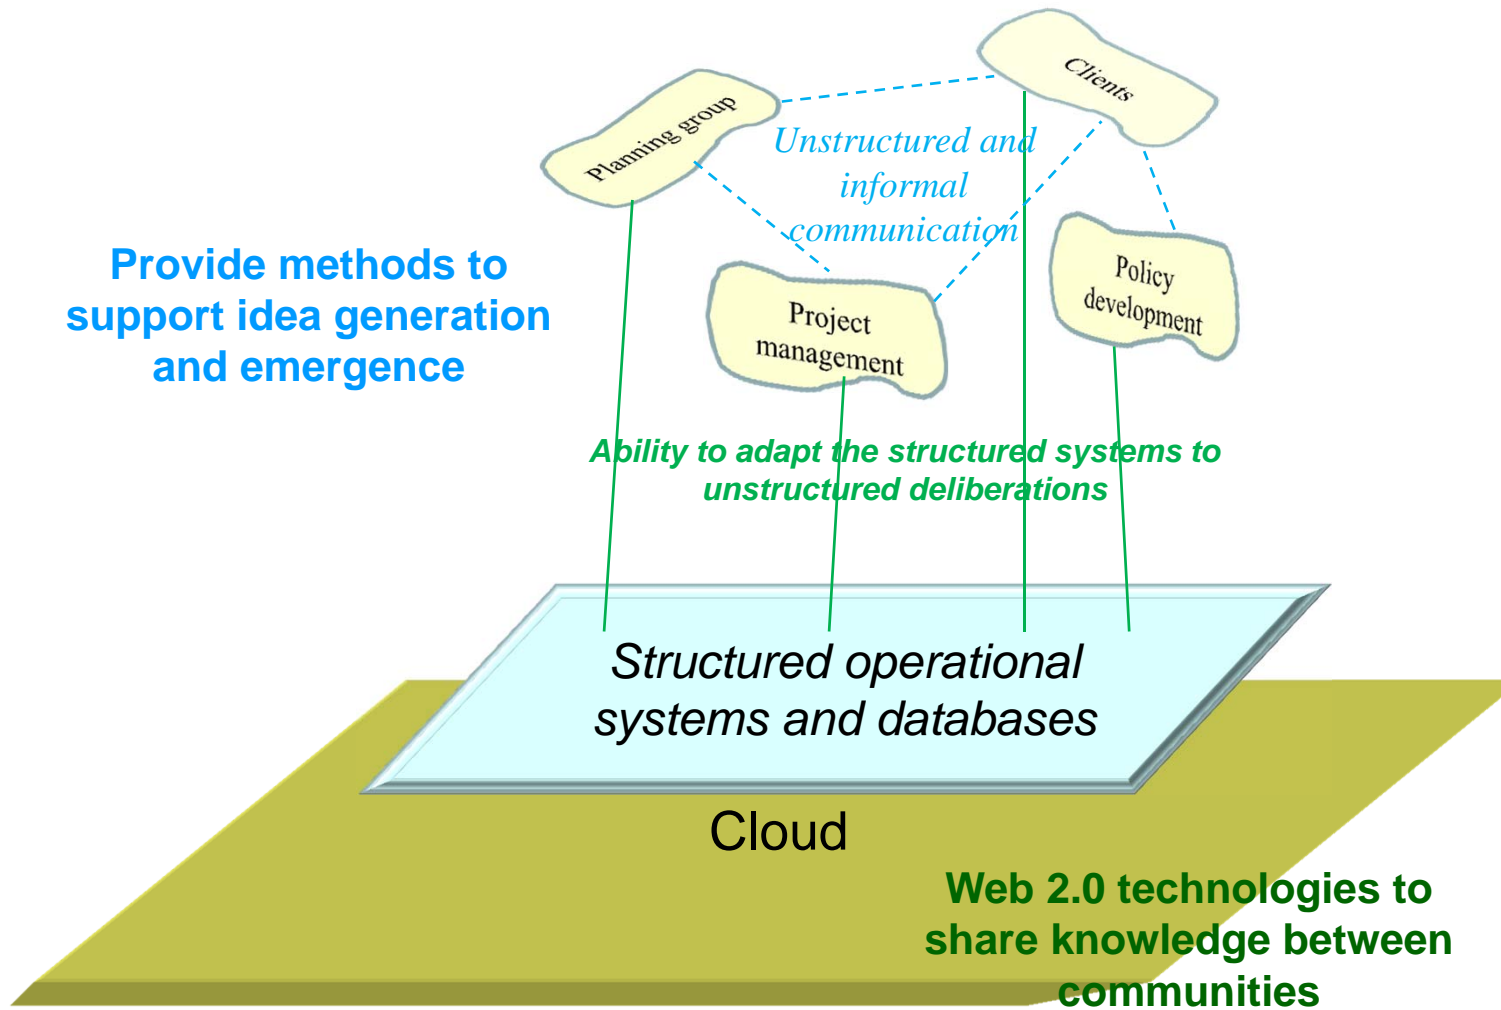 Clients
Planning group
Unstructured and
informal
communication
Provide methods to
support idea generation
and emergence
Policy
development
Project
management
Ability to adapt the structured systems to
unstructured deliberations
Structured operational
systems and databases
Cloud
Web 2.0 technologies to
share knowledge between
communities